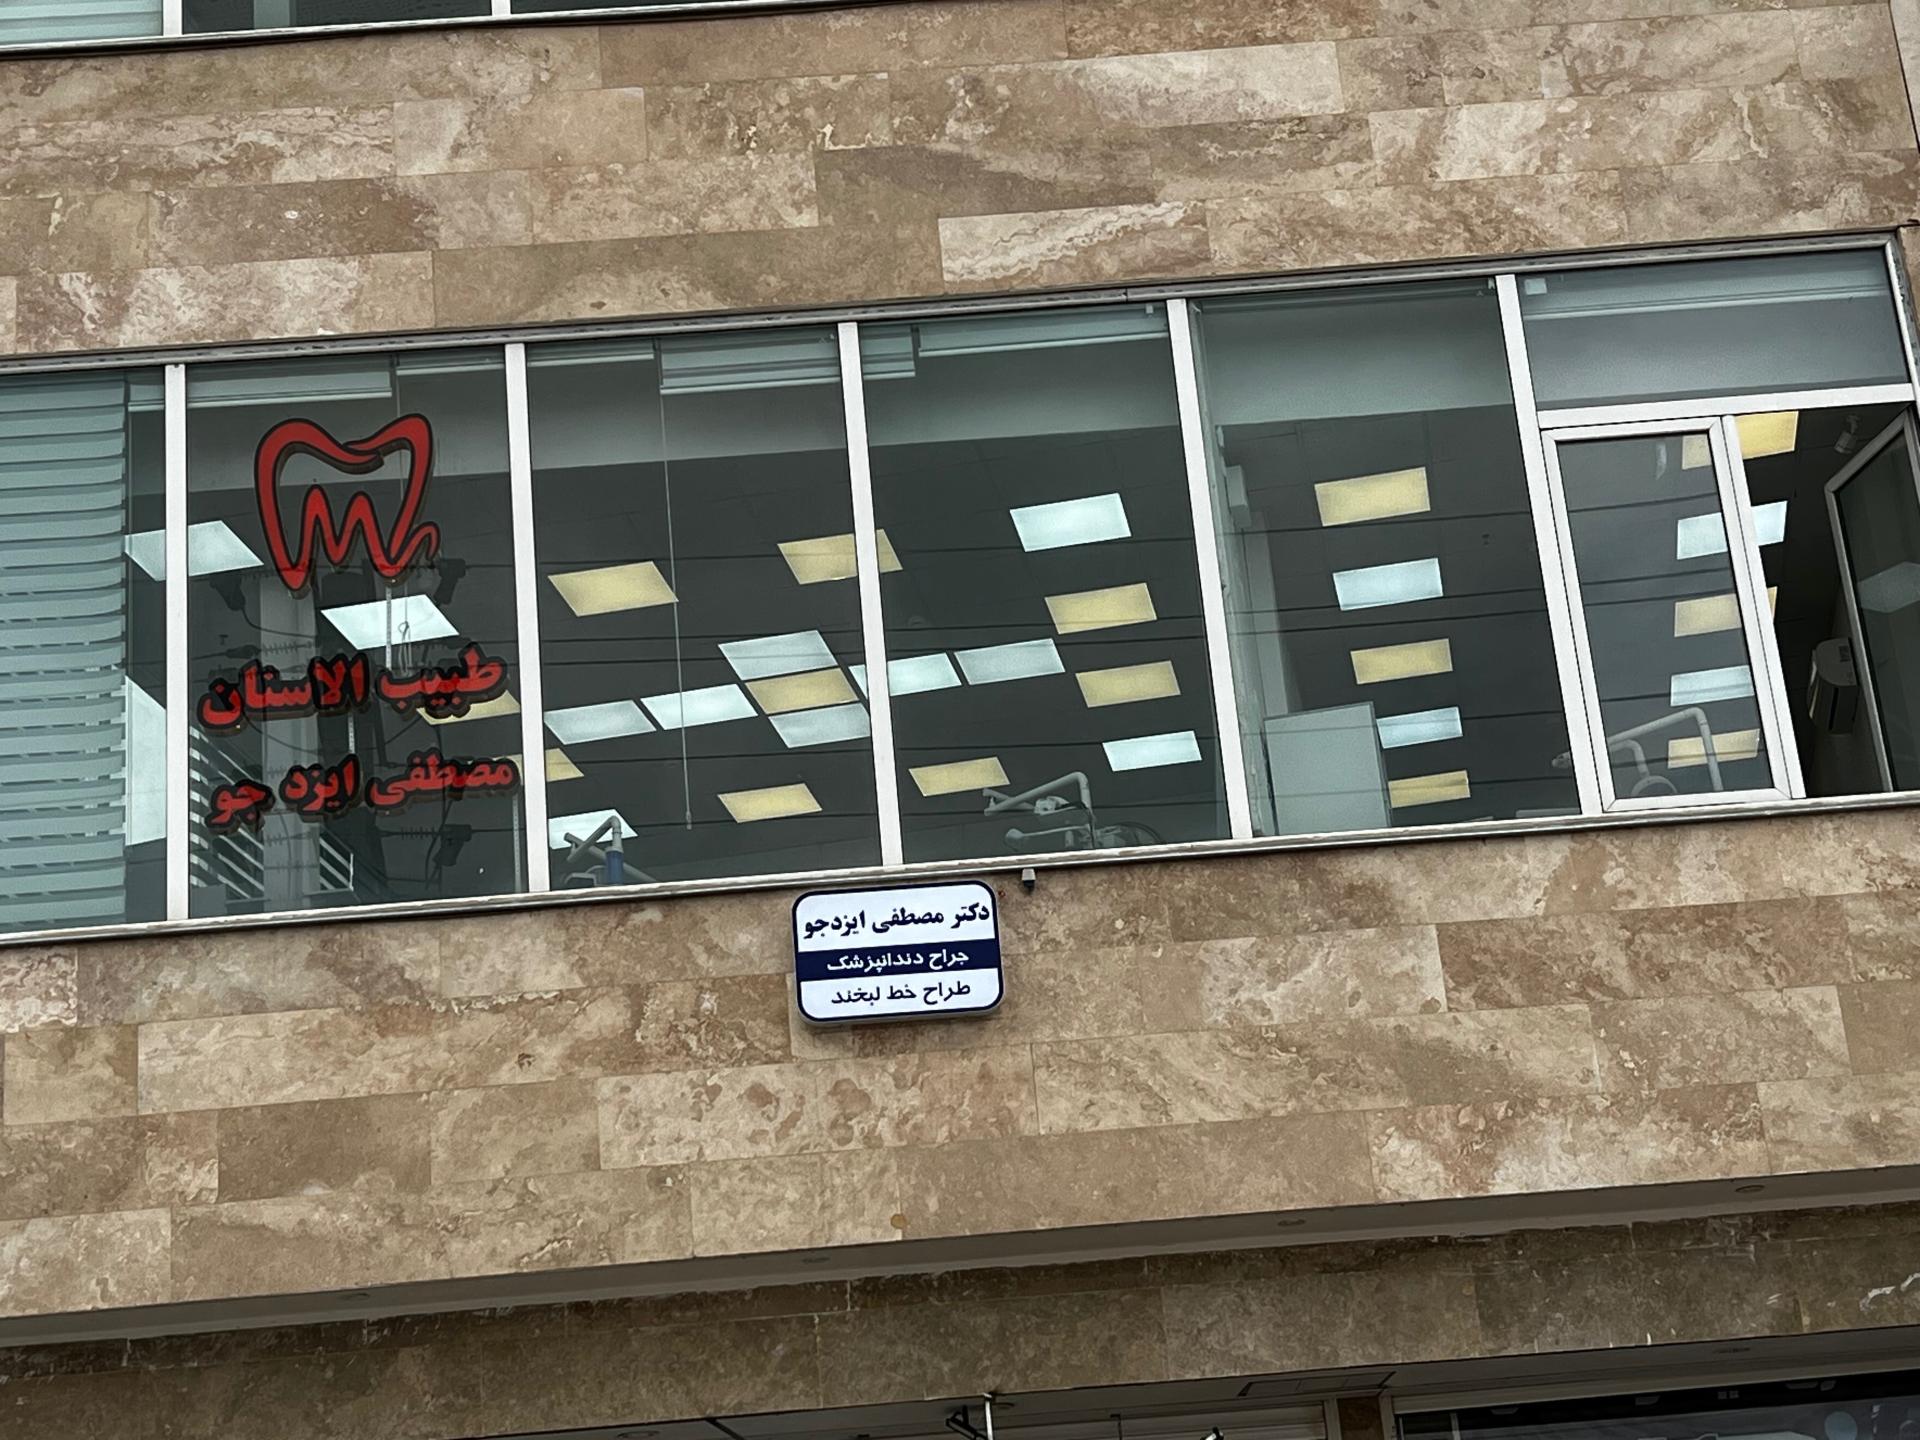 طبیب الاسنان
مصطفی ایزد جو
دکتر مصطفی ایزدجو
جراح دندانپزشک
طراح خط لبخند